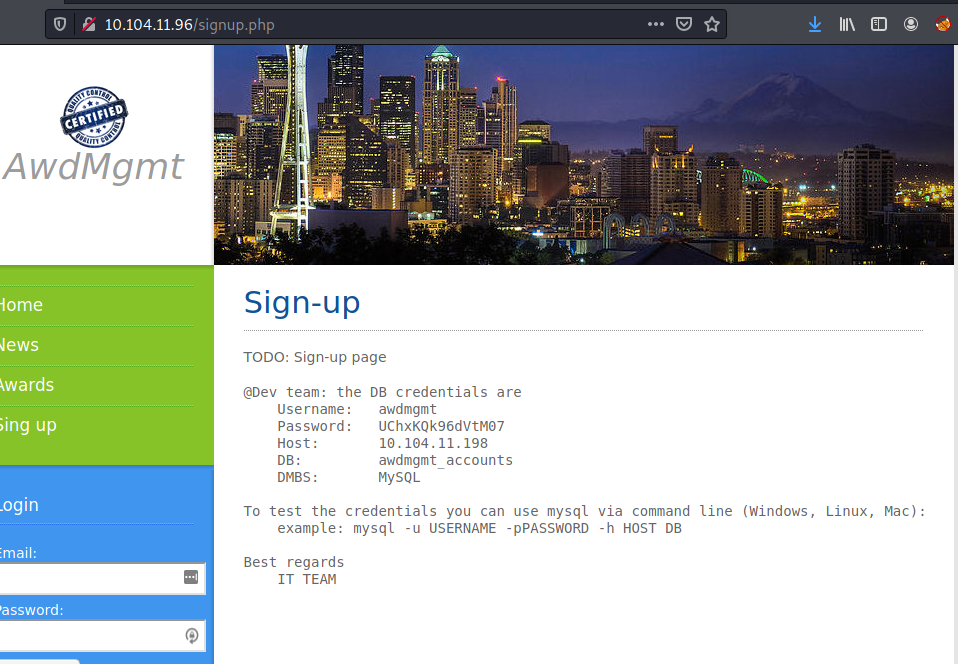 10.104.11.96/signup.php
QUALITY CONTROL
CERTIFIED
QUALITY CONTROL
AwdMgmt
Home
News
Awards
Sing up
Login
Email:
Password:
Sign-up
TODO: Sign-up page
@Dev team: the DB credentials are
Username: awdmgmt
Password: UChxKQk96dVtM07
Host: 10.104.11.198
DB: awdmgmt_accounts
DMBS: MySQL
To test the credentials you can use mysql via command line (Windows, Linux, Mac):
example: mysql -u USERNAME -pPASSWORD -h HOST DB
Best regards
IT TEAM